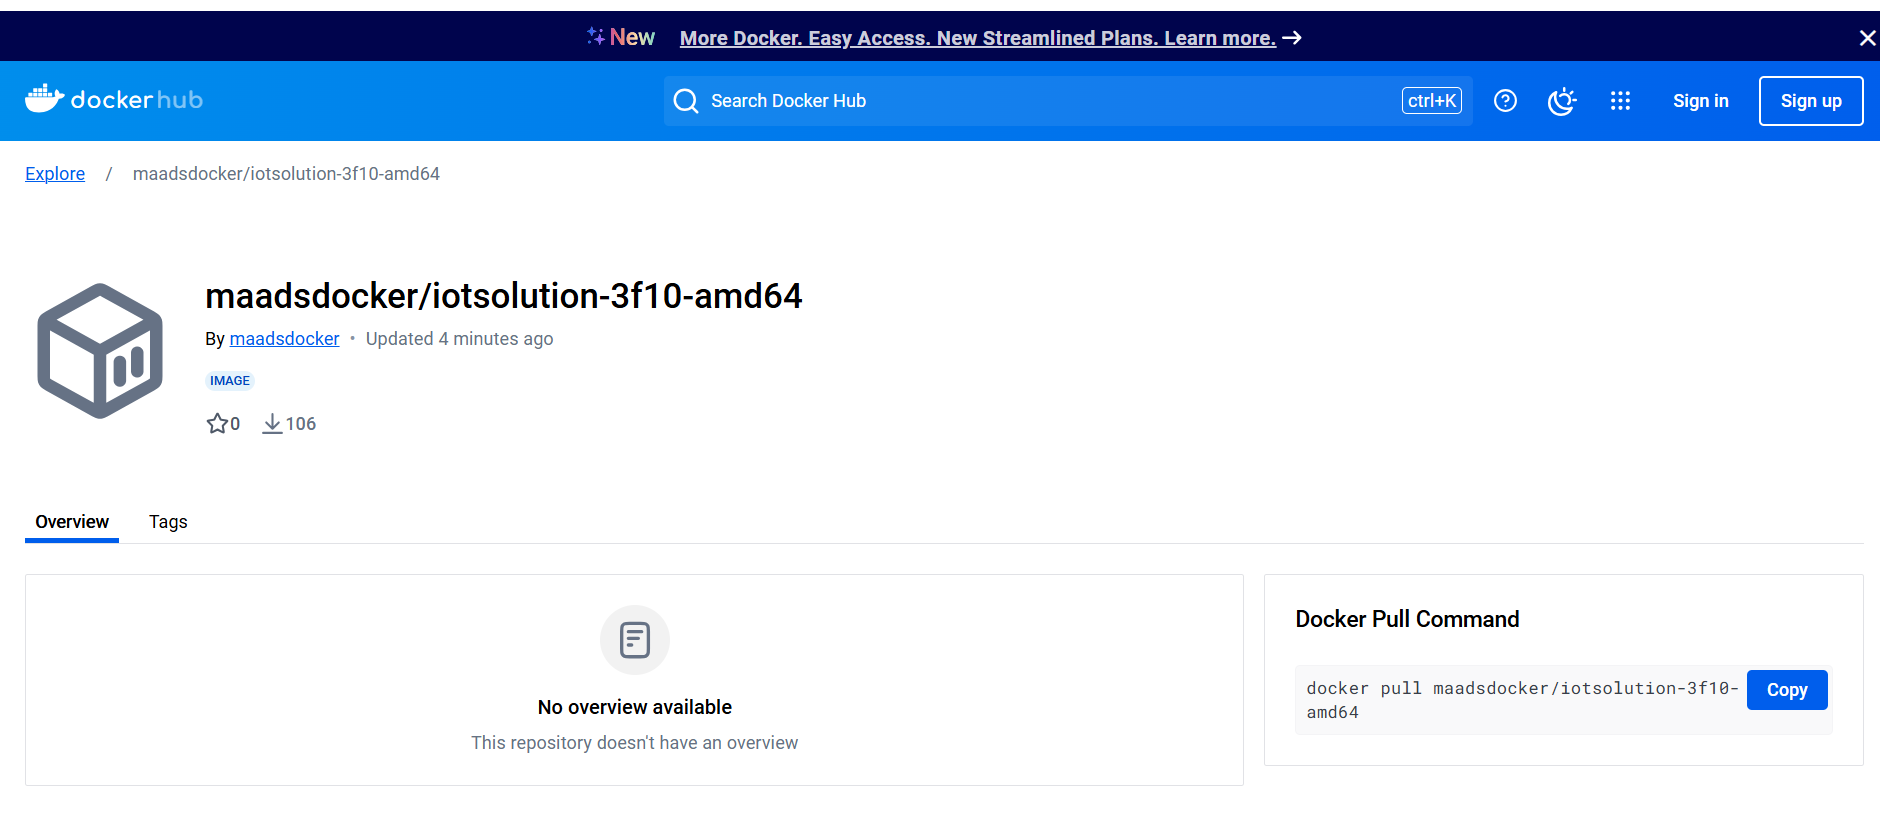 New More Docker. Easy Access. New Streamlined Plans. Learn more. →
dockerhub
Search Docker Hub
ctrl+K
Sign in
Sign up
Explore / maadsdocker/iotsolution-3f10-amd64
maadsdocker/iotsolution-3f10-amd64
By maadsdocker • Updated 4 minutes ago
IMAGE
0 106
Overview Tags
No overview available
This repository doesn't have an overview
Docker Pull Command
docker pull maadsdocker/iotsolution-3f10-
amd64
Copy